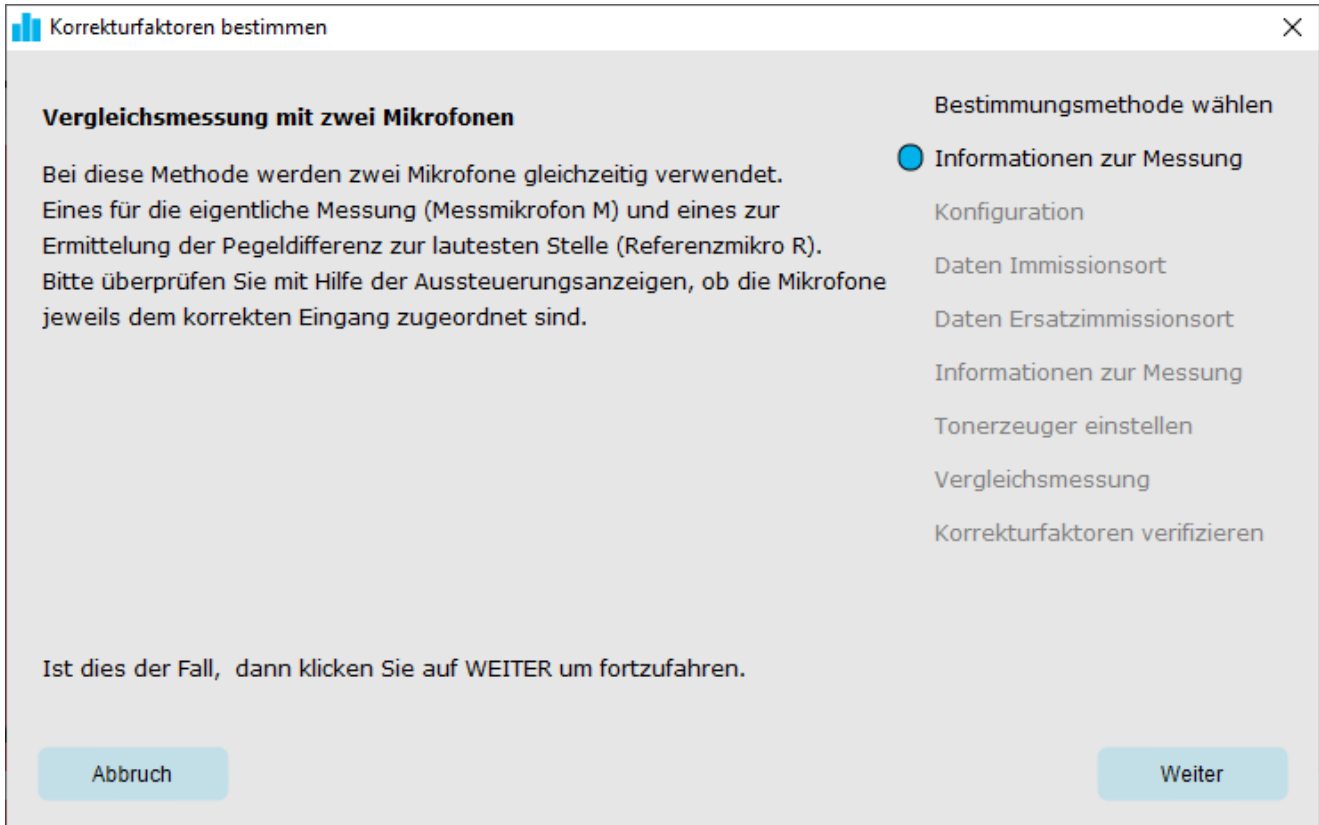 Korrekturfaktoren bestimmen
Vergleichsmessung mit zwei Mikrofonen
Bei diese Methode werden zwei Mikrofone gleichzeitig verwendet.
Eines für die eigentliche Messung (Messmikrofon M) und eines zur
Ermittelung der Pegeldifferenz zur lautesten Stelle (Referenzmikro R).
Bitte überprüfen Sie mit Hilfe der Aussteuerungsanzeigen, ob die Mikrofone
jeweils dem korrekten Eingang zugeordnet sind.
Ist dies der Fall,  dann klicken Sie auf WEITER um fortzufahren.
Bestimmungsmethode wählen
Informationen zur Messung
Konfiguration
Daten Immissionsort
Daten Ersatzimmissionsort
Informationen zur Messung
Tonerzeuger einstellen
Vergleichsmessung
Korrekturfaktoren verifizieren
Abbruch
Weiter